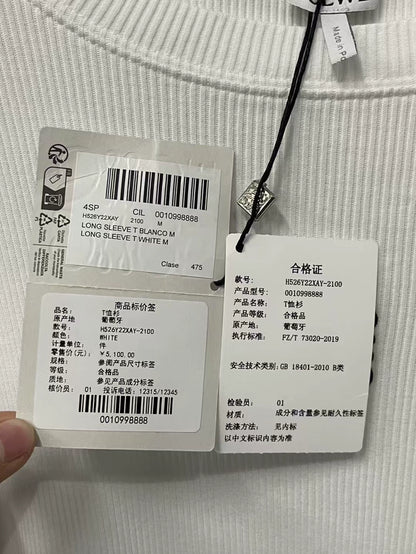 Made in Po
4SP CIL 0010998888
H526Y22XAY 2100 M
LONG SLEEVE T BLANCO M
LONG SLEEVE T WHITE M
Clase 475
商品标价签
品名: T恤衫
原产地: 葡萄牙
款号: H526Y22XAY-2100
颜色: WHITE
计量单位: 件
零售价(元): ￥5,100.00
规格: 参阅产品尺寸标签
等级: 合格品
质地: 参见产品成分标签
核价员: 01 投诉电话: 12315/12345
0010998888
合格证
款号: H526Y22XAY-2100
产品型号: 0010998888
产品名称: T恤衫
产品等级: 合格品
原产地: 葡萄牙
执行标准: FZ/T 73020-2019
安全技术类别: GB 18401-2010 B类
检验员: 01
材质: 成分和含量参见耐久性标签
洗涤方法: 见内标
以中文标识内容为准